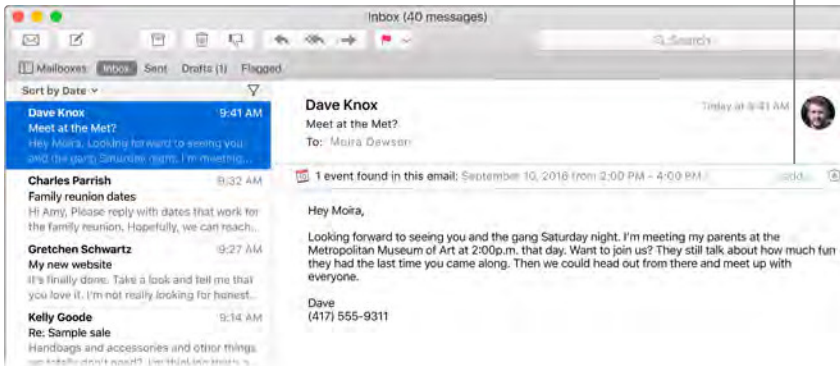 Inbox (40 messages)
Search
Mailboxes Inbox Sent Drafts (1) Flagged
Sort by Date
Dave Knox 9:41 AM
Meet at the Met?
Hey Moira, Looking forward to seeing you
and the gang Saturday night. I'm meeting...
Charles Parrish 9:32 AM
Family reunion dates
Hi Amy, Please reply with dates that work for
the family reunion. Hopefully, we can reach...
Gretchen Schwartz 9:27 AM
My new website
It's finally done. Take a look and tell me that
you love it. I'm not really looking for honest...
Kelly Goode 9:14 AM
Re: Sample sale
Handbags and accessories and other things
we totally don't need? I'm thinking there's a
Dave Knox Today at 9:41 AM
Meet at the Met?
To: Moira Dawson
1 event found in this email: September 10, 2016 from 2:00 PM – 4:00 PM add...
Hey Moira,
Looking forward to seeing you and the gang Saturday night. I'm meeting my parents at the
Metropolitan Museum of Art at 2:00p.m. that day. Want to join us? They still talk about how much fun
they had the last time you came along. Then we could head out from there and meet up with
everyone.
Dave
(417) 555-9311